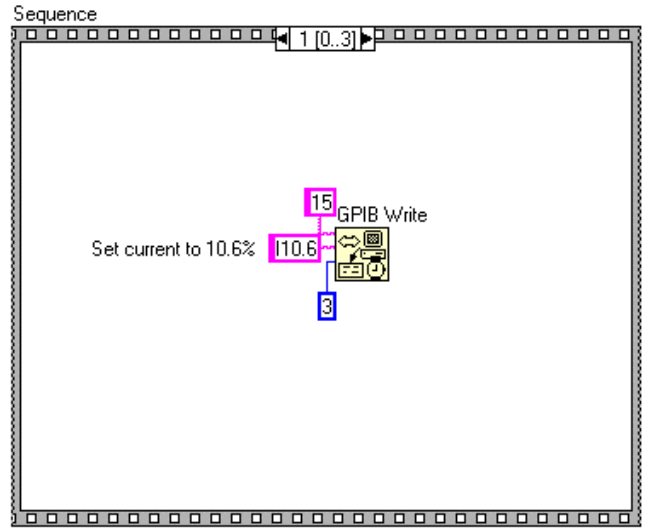 Sequence
1 [0..3]
15
GPIB Write
Set current to 10.6% I10.6
3